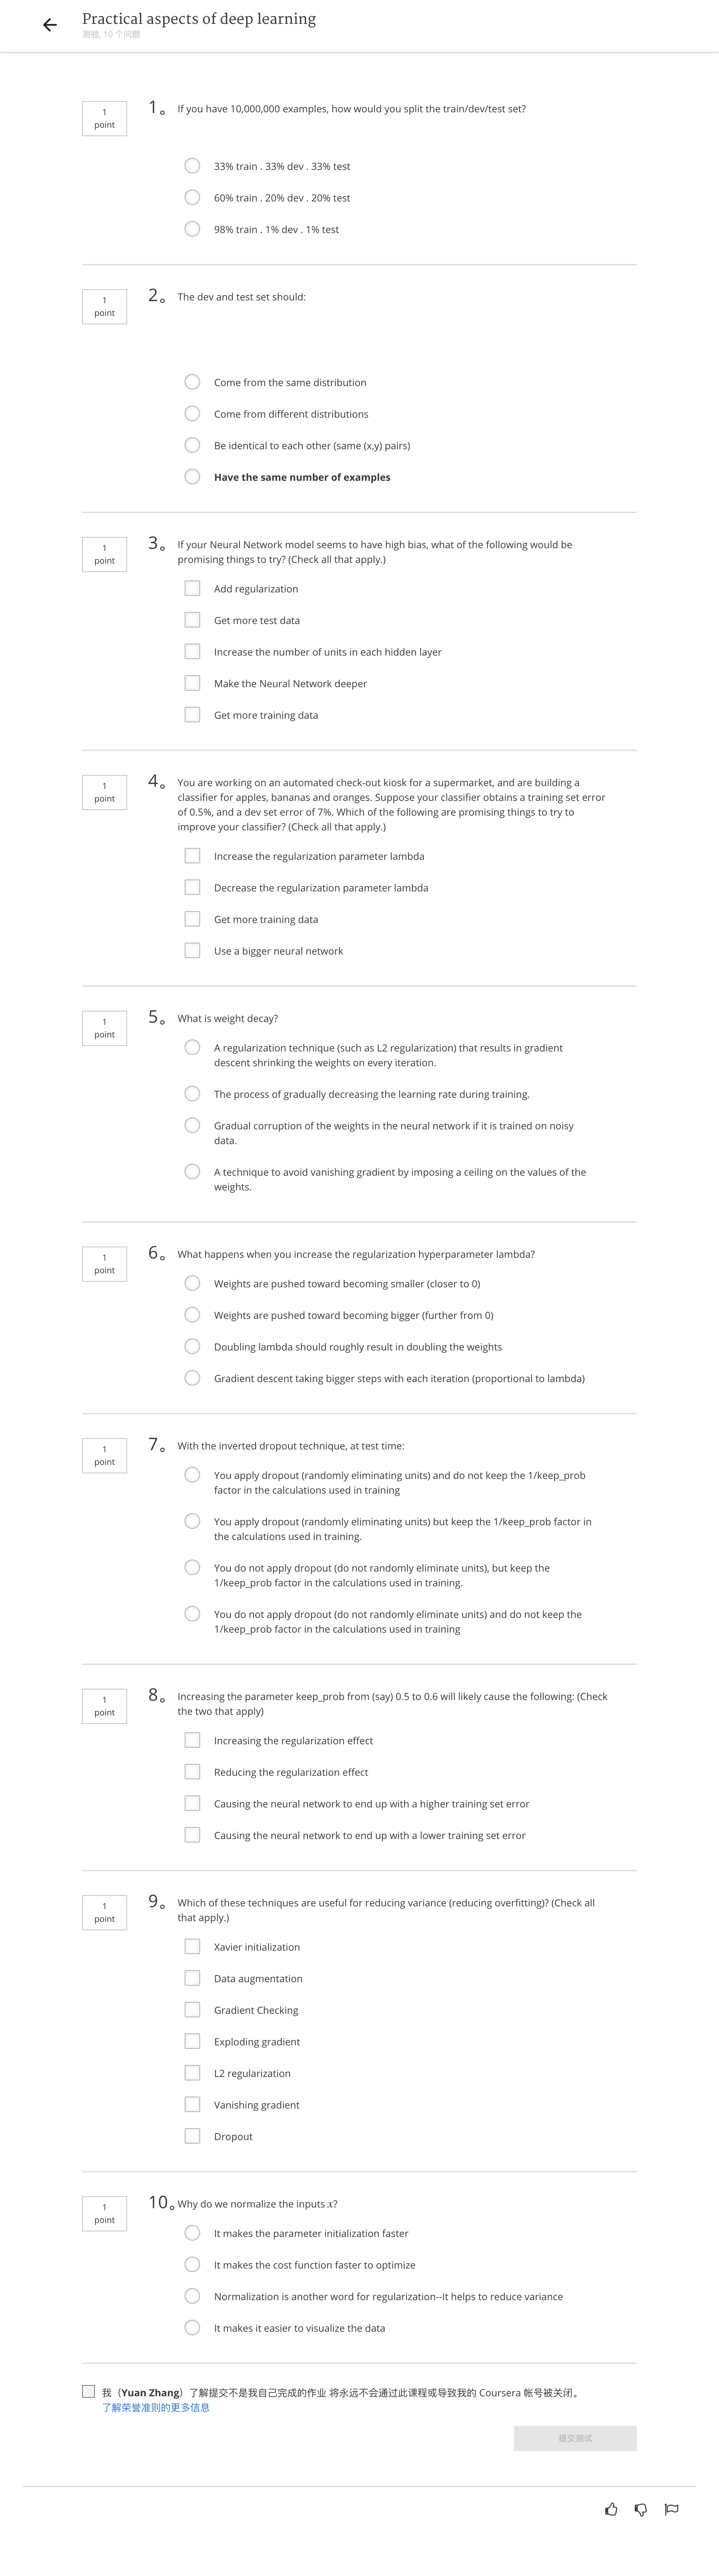 Practical aspects of deep learning
测验, 10 个问题
1
point
1。
If you have 10,000,000 examples, how would you split the train/dev/test set?
33% train . 33% dev . 33% test
60% train . 20% dev . 20% test
98% train . 1% dev . 1% test
1
point
2。
The dev and test set should:
Come from the same distribution
Come from different distributions
Be identical to each other (same (x,y) pairs)
Have the same number of examples
1
point
3。
If your Neural Network model seems to have high bias, what of the following would be
promising things to try? (Check all that apply.)
Add regularization
Get more test data
Increase the number of units in each hidden layer
Make the Neural Network deeper
Get more training data
1
point
4。
You are working on an automated check-out kiosk for a supermarket, and are building a
classifier for apples, bananas and oranges. Suppose your classifier obtains a training set error
of 0.5%, and a dev set error of 7%. Which of the following are promising things to try to
improve your classifier? (Check all that apply.)
Increase the regularization parameter lambda
Decrease the regularization parameter lambda
Get more training data
Use a bigger neural network
1
point
5。
What is weight decay?
A regularization technique (such as L2 regularization) that results in gradient
descent shrinking the weights on every iteration.
The process of gradually decreasing the learning rate during training.
Gradual corruption of the weights in the neural network if it is trained on noisy
data.
A technique to avoid vanishing gradient by imposing a ceiling on the values of the
weights.
1
point
6。
What happens when you increase the regularization hyperparameter lambda?
Weights are pushed toward becoming smaller (closer to 0)
Weights are pushed toward becoming bigger (further from 0)
Doubling lambda should roughly result in doubling the weights
Gradient descent taking bigger steps with each iteration (proportional to lambda)
1
point
7。
With the inverted dropout technique, at test time:
You apply dropout (randomly eliminating units) and do not keep the 1/keep_prob
factor in the calculations used in training
You apply dropout (randomly eliminating units) but keep the 1/keep_prob factor in
the calculations used in training.
You do not apply dropout (do not randomly eliminate units), but keep the
1/keep_prob factor in the calculations used in training.
You do not apply dropout (do not randomly eliminate units) and do not keep the
1/keep_prob factor in the calculations used in training
1
point
8。
Increasing the parameter keep_prob from (say) 0.5 to 0.6 will likely cause the following: (Check
the two that apply)
Increasing the regularization effect
Reducing the regularization effect
Causing the neural network to end up with a higher training set error
Causing the neural network to end up with a lower training set error
1
point
9。
Which of these techniques are useful for reducing variance (reducing overfitting)? (Check all
that apply.)
Xavier initialization
Data augmentation
Gradient Checking
Exploding gradient
L2 regularization
Vanishing gradient
Dropout
1
point
10。
Why do we normalize the inputs x?
It makes the parameter initialization faster
It makes the cost function faster to optimize
Normalization is another word for regularization--It helps to reduce variance
It makes it easier to visualize the data
我（Yuan Zhang）了解提交不是我自己完成的作业 将永远不会通过此课程或导致我的 Coursera 帐号被关闭。
了解荣誉准则的更多信息
提交测试